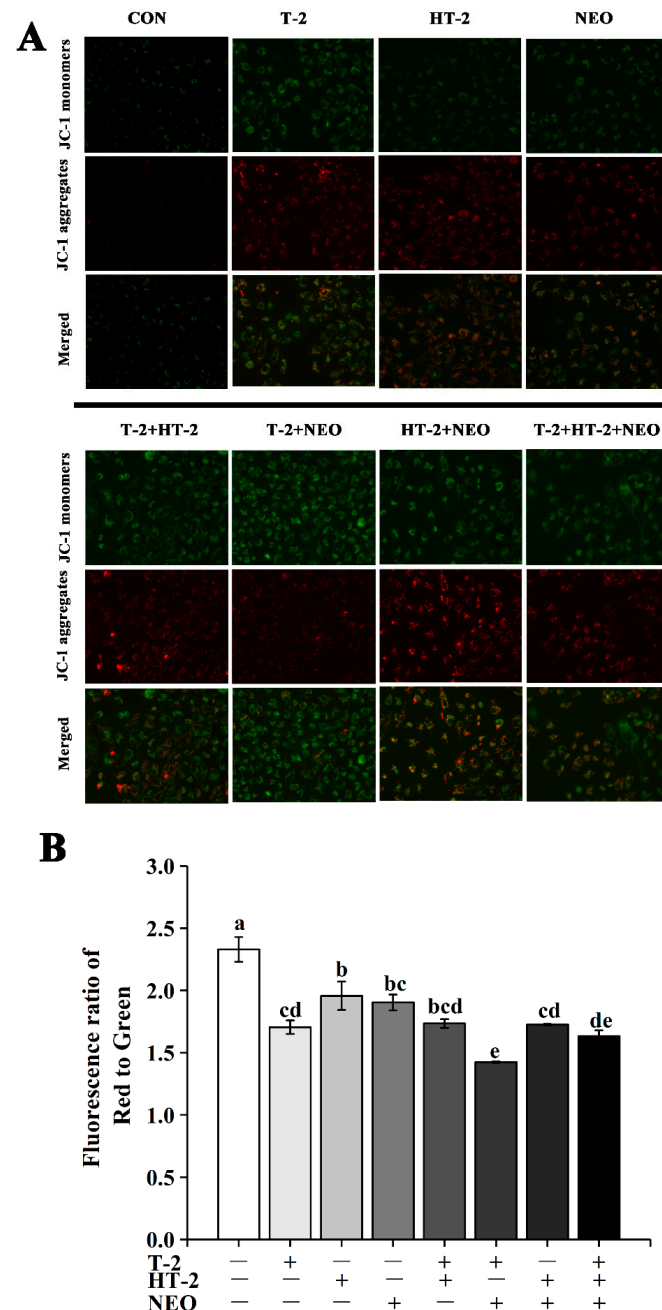 A
CON T-2 HT-2 NEO
JC-1 monomers
JC-1 aggregates
Merged
T-2+HT-2 T-2+NEO HT-2+NEO T-2+HT-2+NEO
JC-1 monomers
JC-1 aggregates
Merged
B
Fluorescence ratio of
Red to Green
3.0
2.5
2.0
1.5
1.0
0.5
0.0
a cd b bc bcd e cd de
T-2 — + — — + + — +
HT-2 — — + — + — + +
NEO — — — + — + + +